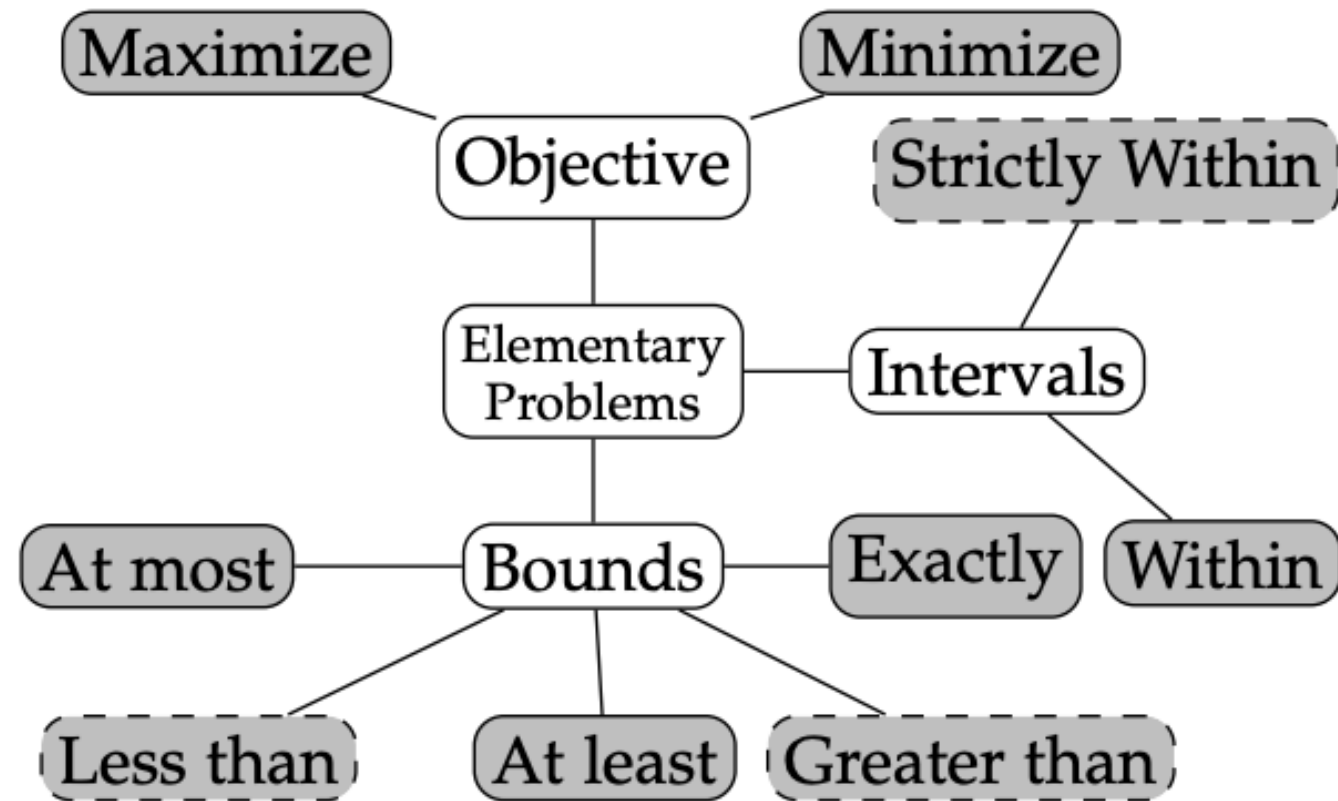 Maximize
Minimize
Objective
Strictly Within
Elementary
Problems
Intervals
At most
Bounds
Exactly
Within
Less than
At least
Greater than